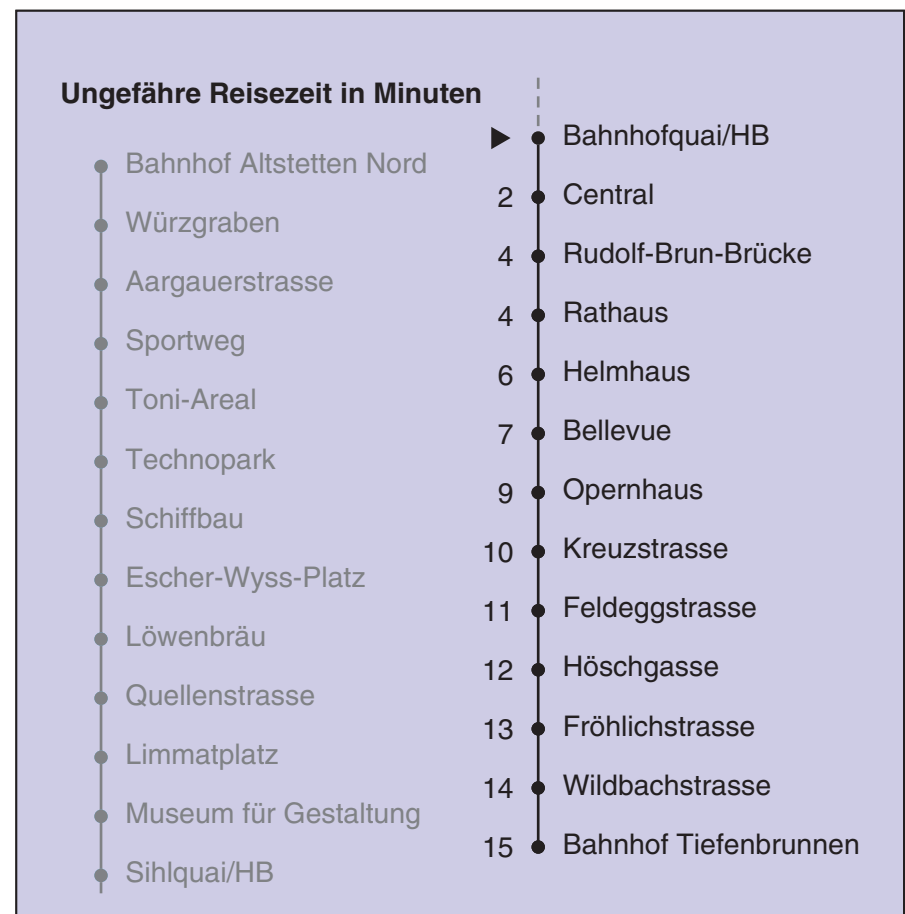 Ungefähre Reisezeit in Minuten
Bahnhof Altstetten Nord
Würzgraben
Aargauerstrasse
Sportweg
Toni-Areal
Technopark
Schiffbau
Escher-Wyss-Platz
Löwenbräu
Quellenstrasse
Limmatplatz
Museum für Gestaltung
Sihlquai/HB
Bahnhofquai/HB
2 Central
4 Rudolf-Brun-Brücke
4 Rathaus
6 Helmhaus
7 Bellevue
9 Opernhaus
10 Kreuzstrasse
11 Feldeggstrasse
12 Höschgasse
13 Fröhlichstrasse
14 Wildbachstrasse
15 Bahnhof Tiefenbrunnen